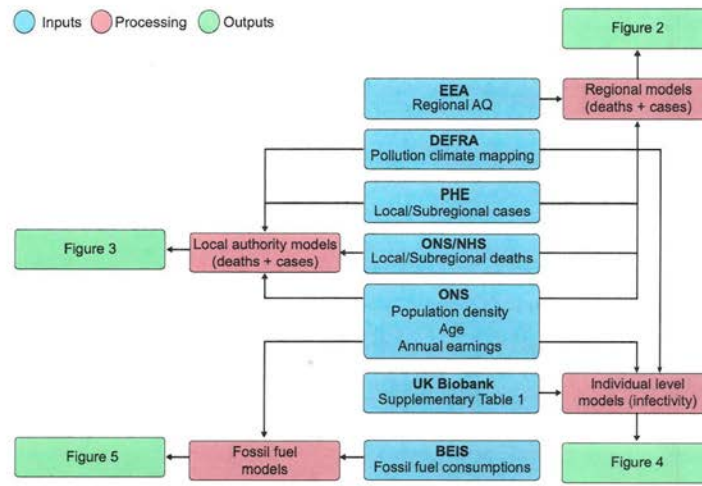 Inputs
Processing
Outputs
Figure 2
EEA
Regional AQ
Regional models
(deaths + cases)
DEFRA
Pollution climate mapping
PHE
Local/Subregional cases
Figure 3
Local authority models
(deaths + cases)
ONS/NHS
Local/Subregional deaths
ONS
Population density
Age
Annual earnings
UK Biobank
Supplementary Table 1
Individual level
models (infectivity)
Figure 5
Fossil fuel
models
BEIS
Fossil fuel consumptions
Figure 4